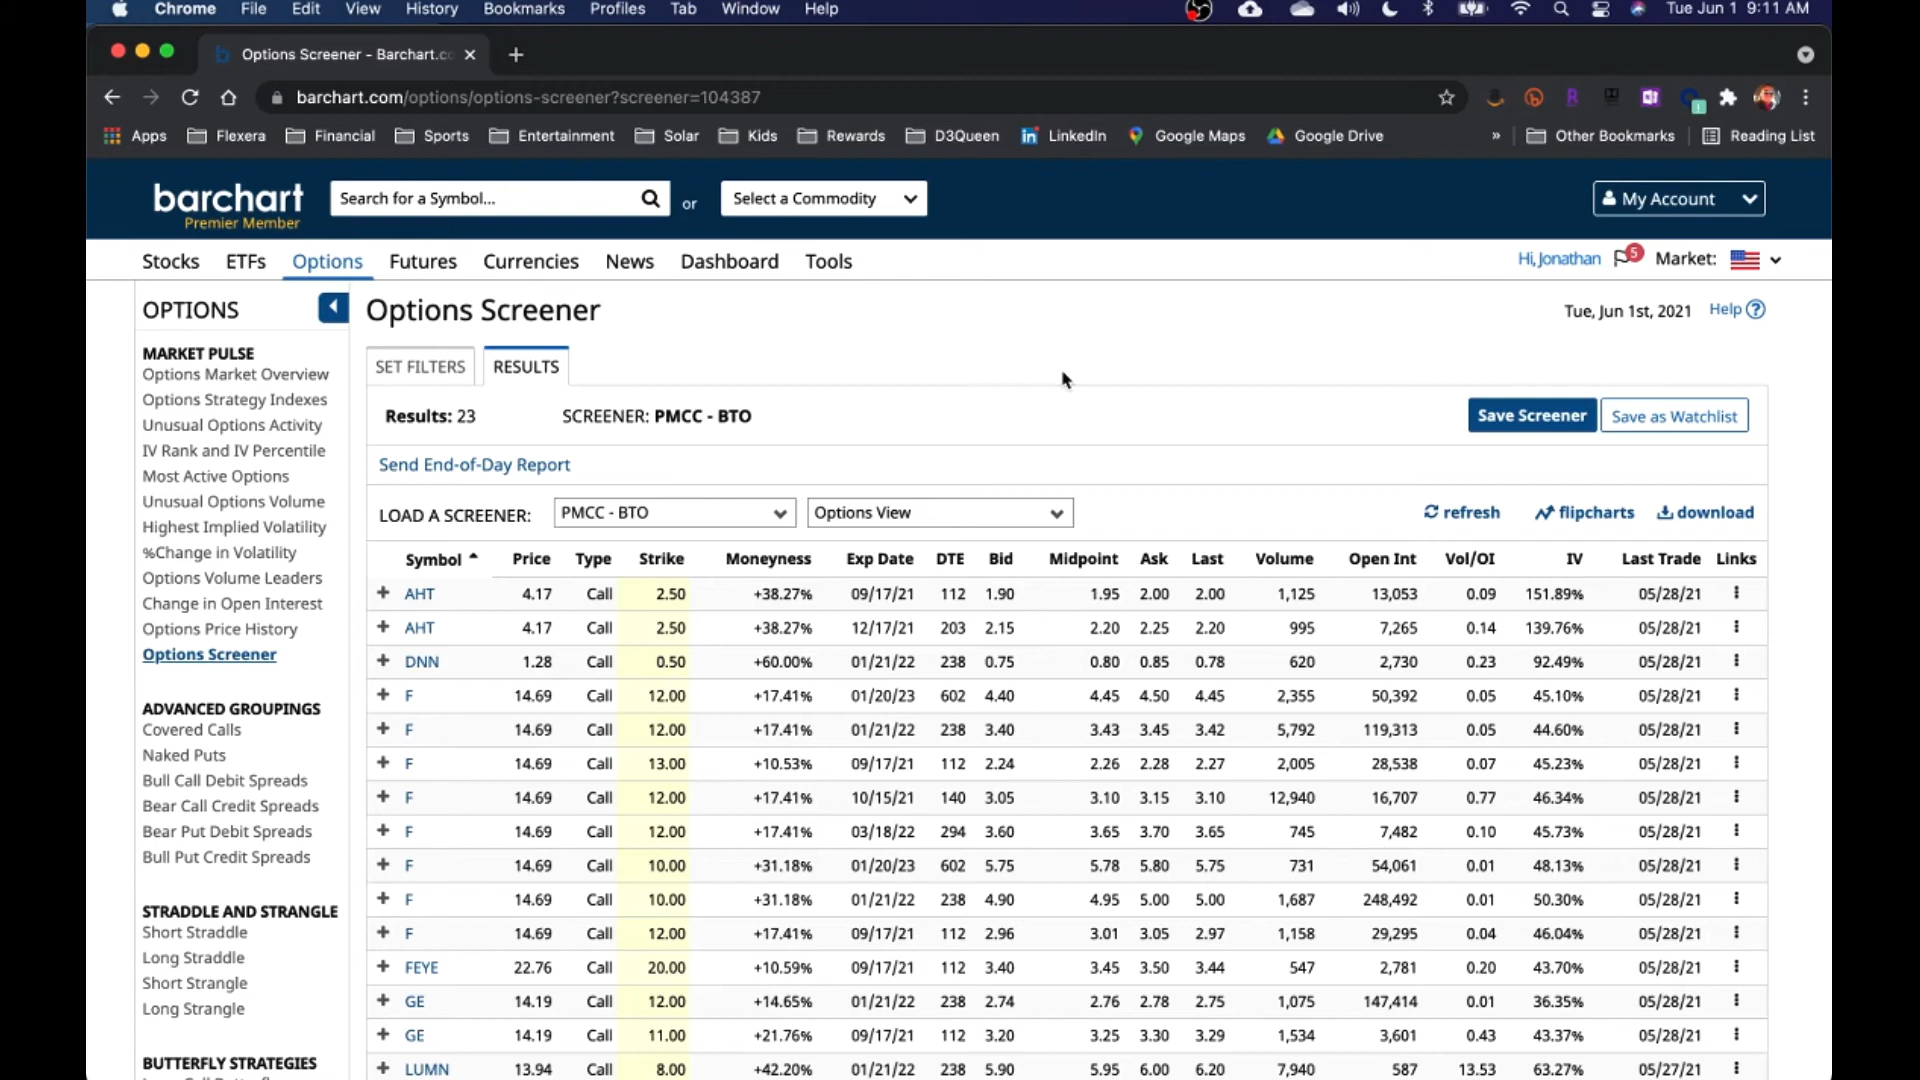 Chrome File Edit View History Bookmarks Profiles Tab Window Help Tue Jun 1 9:11 AM
Options Screener - Barchart.co
barchart.com/options/options-screener?screener=104387
Apps Flexera Financial Sports Entertainment Solar Kids Rewards D3Queen LinkedIn Google Maps Google Drive » Other Bookmarks Reading List
barchart Search for a Symbol... or Select a Commodity My Account
Premier Member
Stocks ETFs Options Futures Currencies News Dashboard Tools Hi, Jonathan 5 Market:
OPTIONS
MARKET PULSE
Options Market Overview
Options Strategy Indexes
Unusual Options Activity
IV Rank and IV Percentile
Most Active Options
Unusual Options Volume
Highest Implied Volatility
%Change in Volatility
Options Volume Leaders
Change in Open Interest
Options Price History
Options Screener
ADVANCED GROUPINGS
Covered Calls
Naked Puts
Bull Call Debit Spreads
Bear Call Credit Spreads
Bear Put Debit Spreads
Bull Put Credit Spreads
STRADDLE AND STRANGLE
Short Straddle
Long Straddle
Short Strangle
Long Strangle
BUTTERFLY STRATEGIES
Options Screener Tue, Jun 1st, 2021 Help ?
SET FILTERS RESULTS
Results: 23 SCREENER: PMCC - BTO Save Screener Save as Watchlist
Send End-of-Day Report
LOAD A SCREENER: PMCC - BTO Options View refresh flipcharts download
Symbol Price Type Strike Moneyness Exp Date DTE Bid Midpoint Ask Last Volume Open Int Vol/OI IV Last Trade Links
+ AHT 4.17 Call 2.50 +38.27% 09/17/21 112 1.90 1.95 2.00 2.00 1,125 13,053 0.09 151.89% 05/28/21
+ AHT 4.17 Call 2.50 +38.27% 12/17/21 203 2.15 2.20 2.25 2.20 995 7,265 0.14 139.76% 05/28/21
+ DNN 1.28 Call 0.50 +60.00% 01/21/22 238 0.75 0.80 0.85 0.78 620 2,730 0.23 92.49% 05/28/21
+ F 14.69 Call 12.00 +17.41% 01/20/23 602 4.40 4.45 4.50 4.45 2,355 50,392 0.05 45.10% 05/28/21
+ F 14.69 Call 12.00 +17.41% 01/21/22 238 3.40 3.43 3.45 3.42 5,792 119,313 0.05 44.60% 05/28/21
+ F 14.69 Call 13.00 +10.53% 09/17/21 112 2.24 2.26 2.28 2.27 2,005 28,538 0.07 45.23% 05/28/21
+ F 14.69 Call 12.00 +17.41% 10/15/21 140 3.05 3.10 3.15 3.10 12,940 16,707 0.77 46.34% 05/28/21
+ F 14.69 Call 12.00 +17.41% 03/18/22 294 3.60 3.65 3.70 3.65 745 7,482 0.10 45.73% 05/28/21
+ F 14.69 Call 10.00 +31.18% 01/20/23 602 5.75 5.78 5.80 5.75 731 54,061 0.01 48.13% 05/28/21
+ F 14.69 Call 10.00 +31.18% 01/21/22 238 4.90 4.95 5.00 5.00 1,687 248,492 0.01 50.30% 05/28/21
+ F 14.69 Call 12.00 +17.41% 09/17/21 112 2.96 3.01 3.05 2.97 1,158 29,295 0.04 46.04% 05/28/21
+ FEYE 22.76 Call 20.00 +10.59% 09/17/21 112 3.40 3.45 3.50 3.44 547 2,781 0.20 43.70% 05/28/21
+ GE 14.19 Call 12.00 +14.65% 01/21/22 238 2.74 2.76 2.78 2.75 1,075 147,414 0.01 36.35% 05/28/21
+ GE 14.19 Call 11.00 +21.76% 09/17/21 112 3.20 3.25 3.30 3.29 1,534 3,601 0.43 43.37% 05/28/21
+ LUMN 13.94 Call 8.00 +42.20% 01/21/22 238 5.90 5.95 6.00 6.20 7,940 587 13.53 63.27% 05/27/21